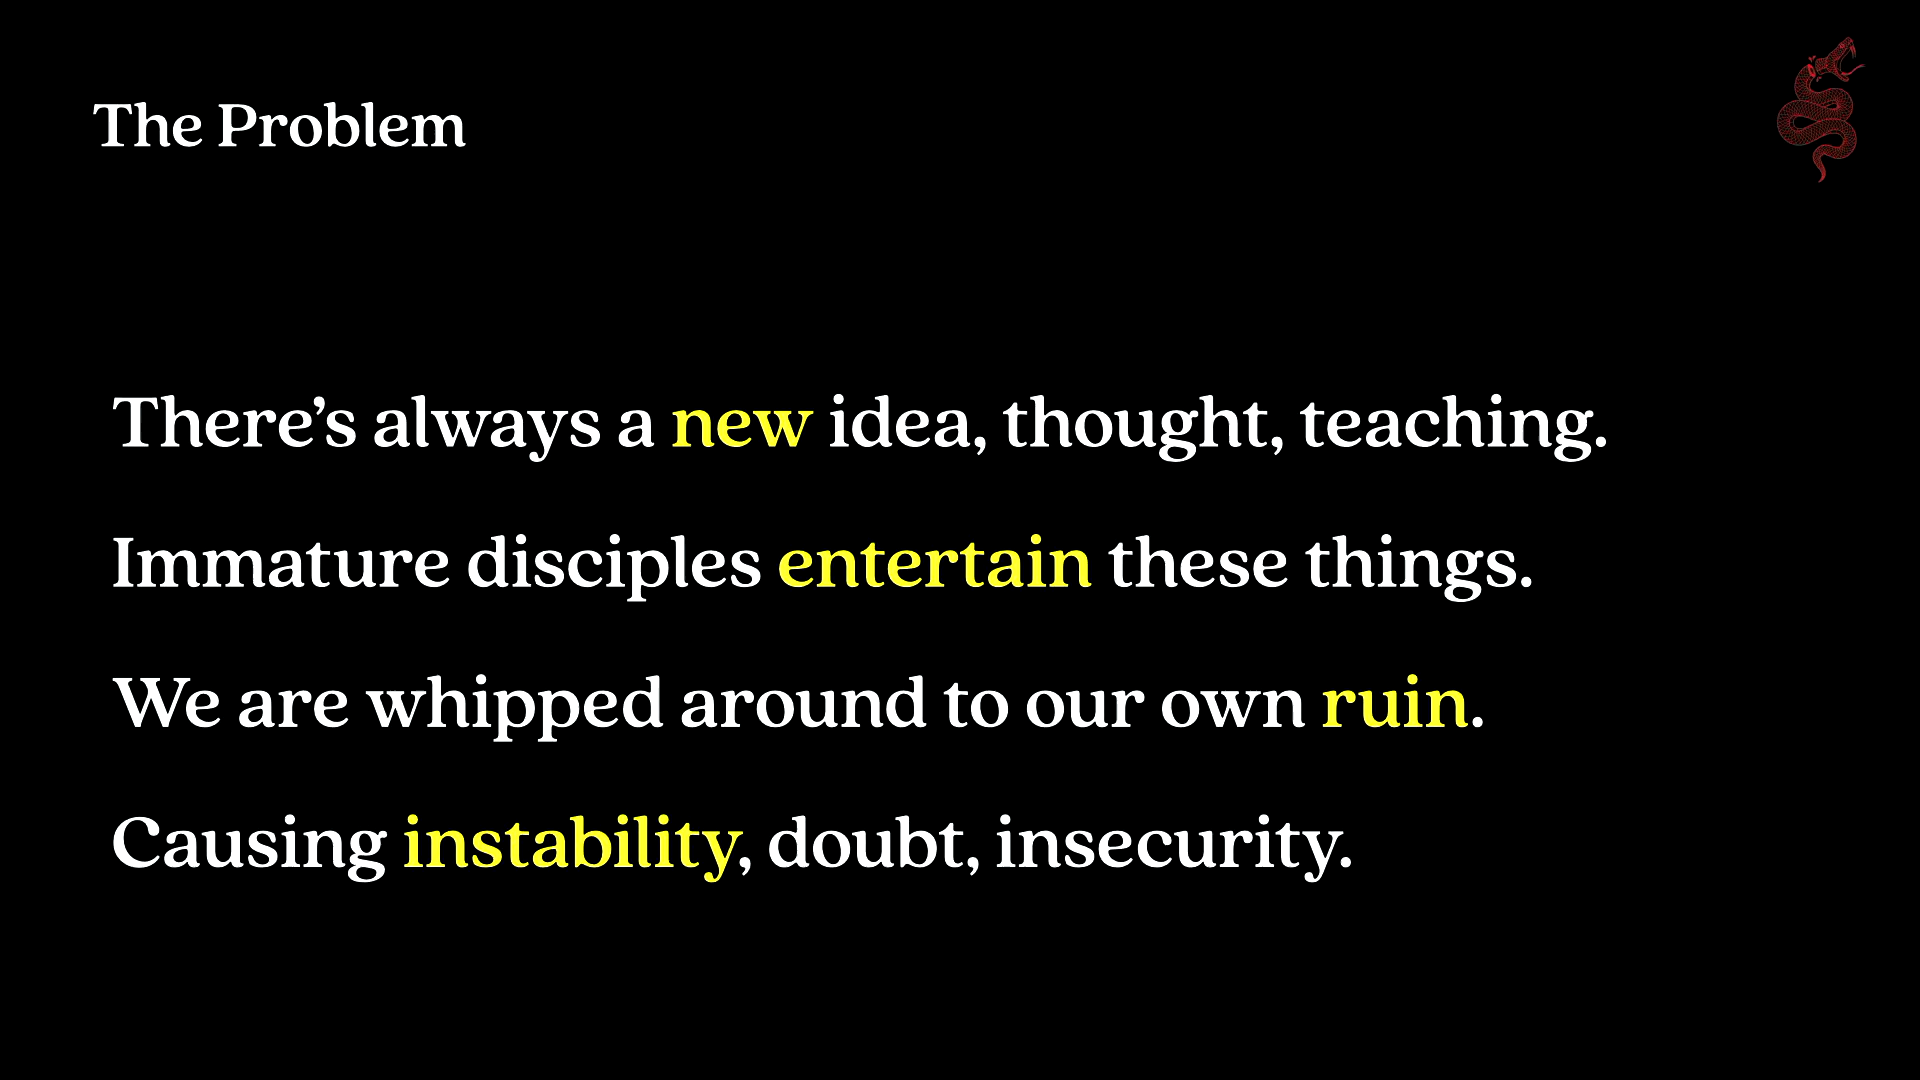 The Problem
There’s always a new idea, thought, teaching.
Immature disciples entertain these things.
We are whipped around to our own ruin.
Causing instability, doubt, insecurity.